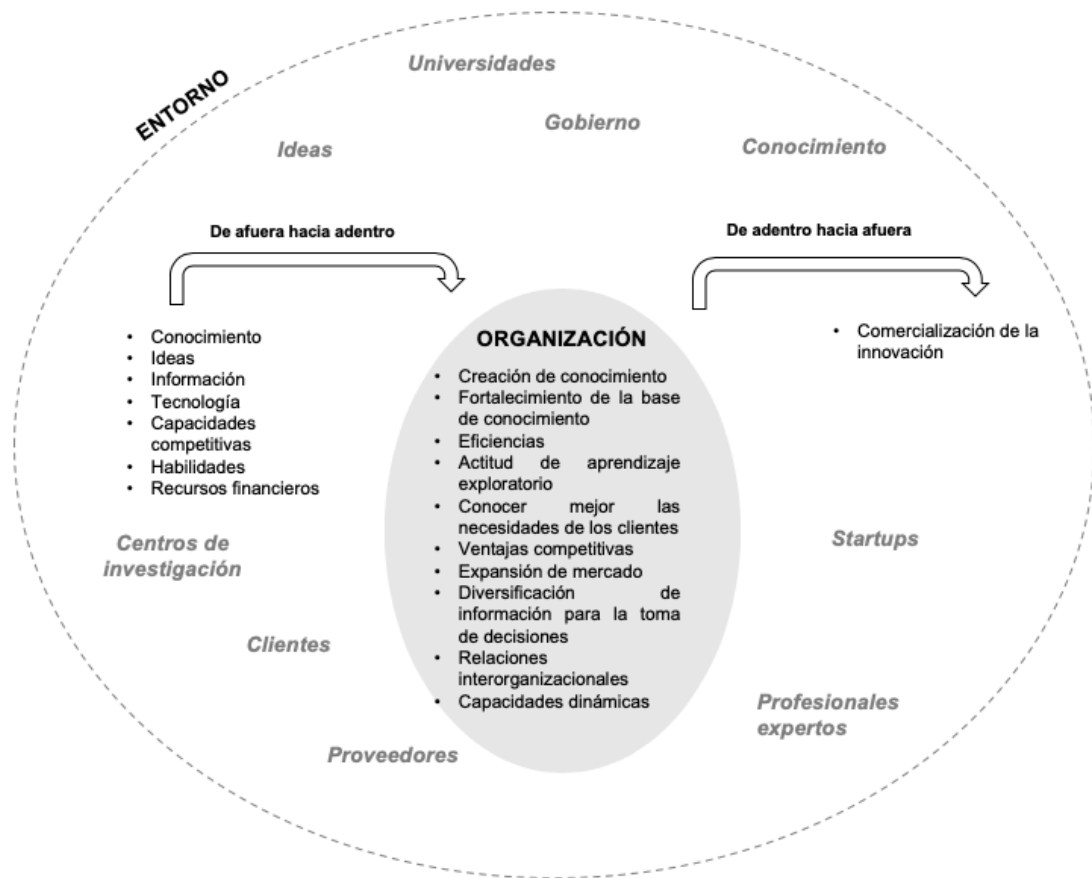 Universidades
ENTORNO
Gobierno
Ideas
Conocimiento
De afuera hacia adentro
De adentro hacia afuera
• Conocimiento
• Ideas
• Información
• Tecnología
• Capacidades
competitivas
• Habilidades
• Recursos financieros
ORGANIZACIÓN
• Creación de conocimiento
• Fortalecimiento de la base
de conocimiento
• Eficiencias
• Actitud de aprendizaje
exploratorio
• Conocer mejor las
necesidades de los clientes
• Ventajas competitivas
• Expansión de mercado
• Diversificación de
información para la toma
de decisiones
• Relaciones
interorganizacionales
• Capacidades dinámicas
• Comercialización de la
innovación
Centros de
investigación
Startups
Clientes
Profesionales
expertos
Proveedores